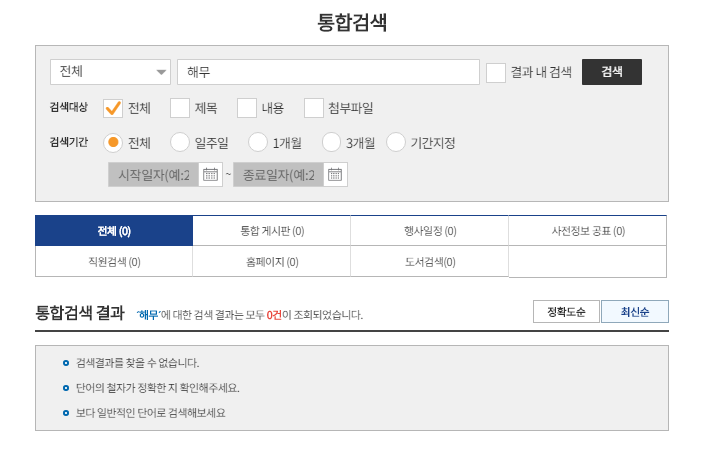 통합검색
전체 해무 결과 내 검색 검색
검색대상 전체 제목 내용 첨부파일
검색기간 전체 일주일 1개월 3개월 기간지정
시작일자(예:2 ~ 종료일자(예:2
전체 (0) 통합 게시판 (0) 행사일정 (0) 사전정보 공표 (0)
직원검색 (0) 홈페이지 (0) 도서검색(0)
통합검색 결과 '해무'에 대한 검색 결과는 모두 0건이 조회되었습니다. 정확도순 최신순
검색결과를 찾을 수 없습니다.
단어의 철자가 정확한 지 확인해주세요.
보다 일반적인 단어로 검색해보세요